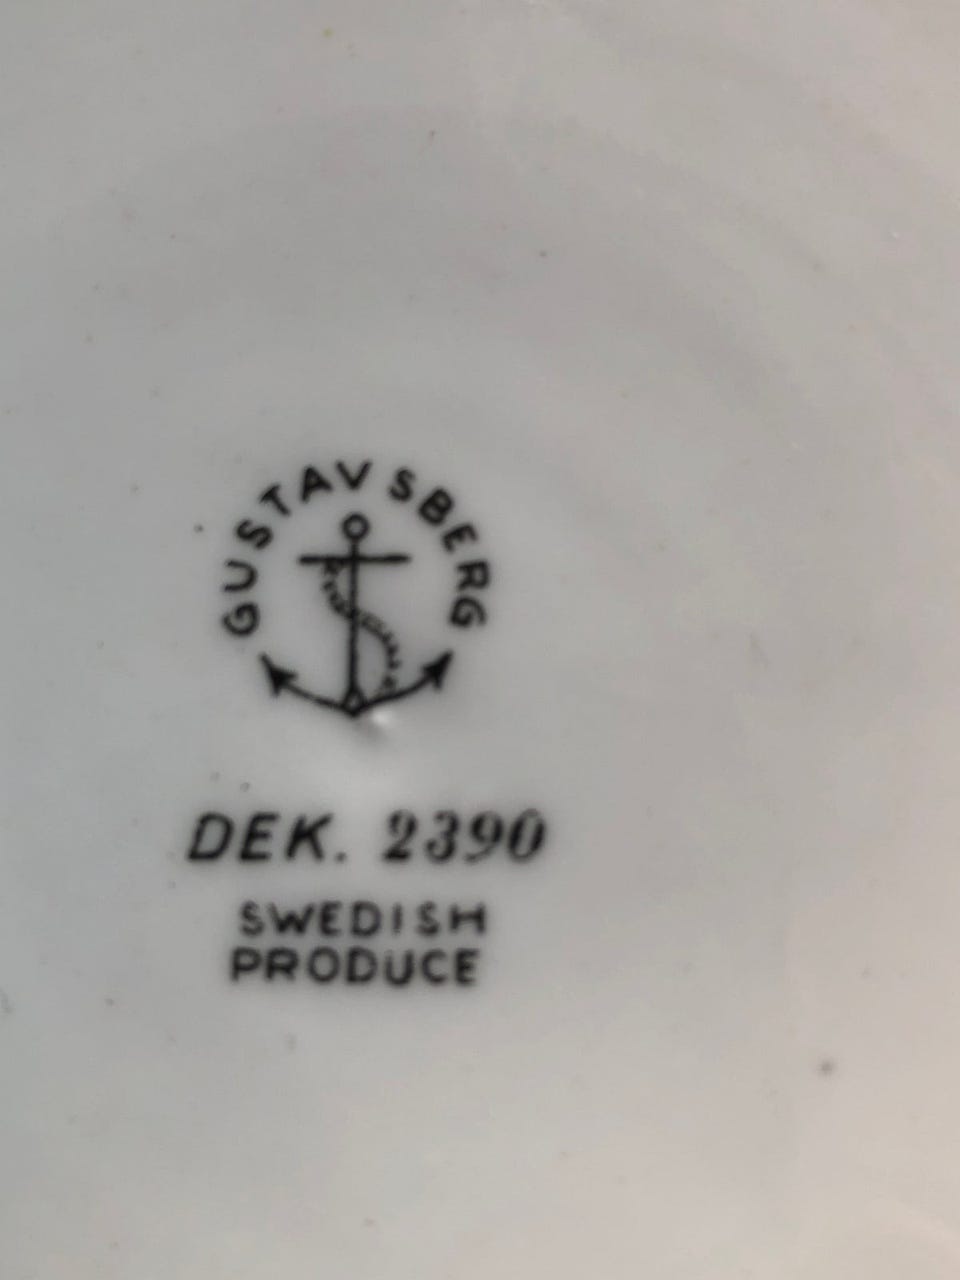 GUSTAVSBERG
DEK. 2390
SWEDISH
PRODUCE